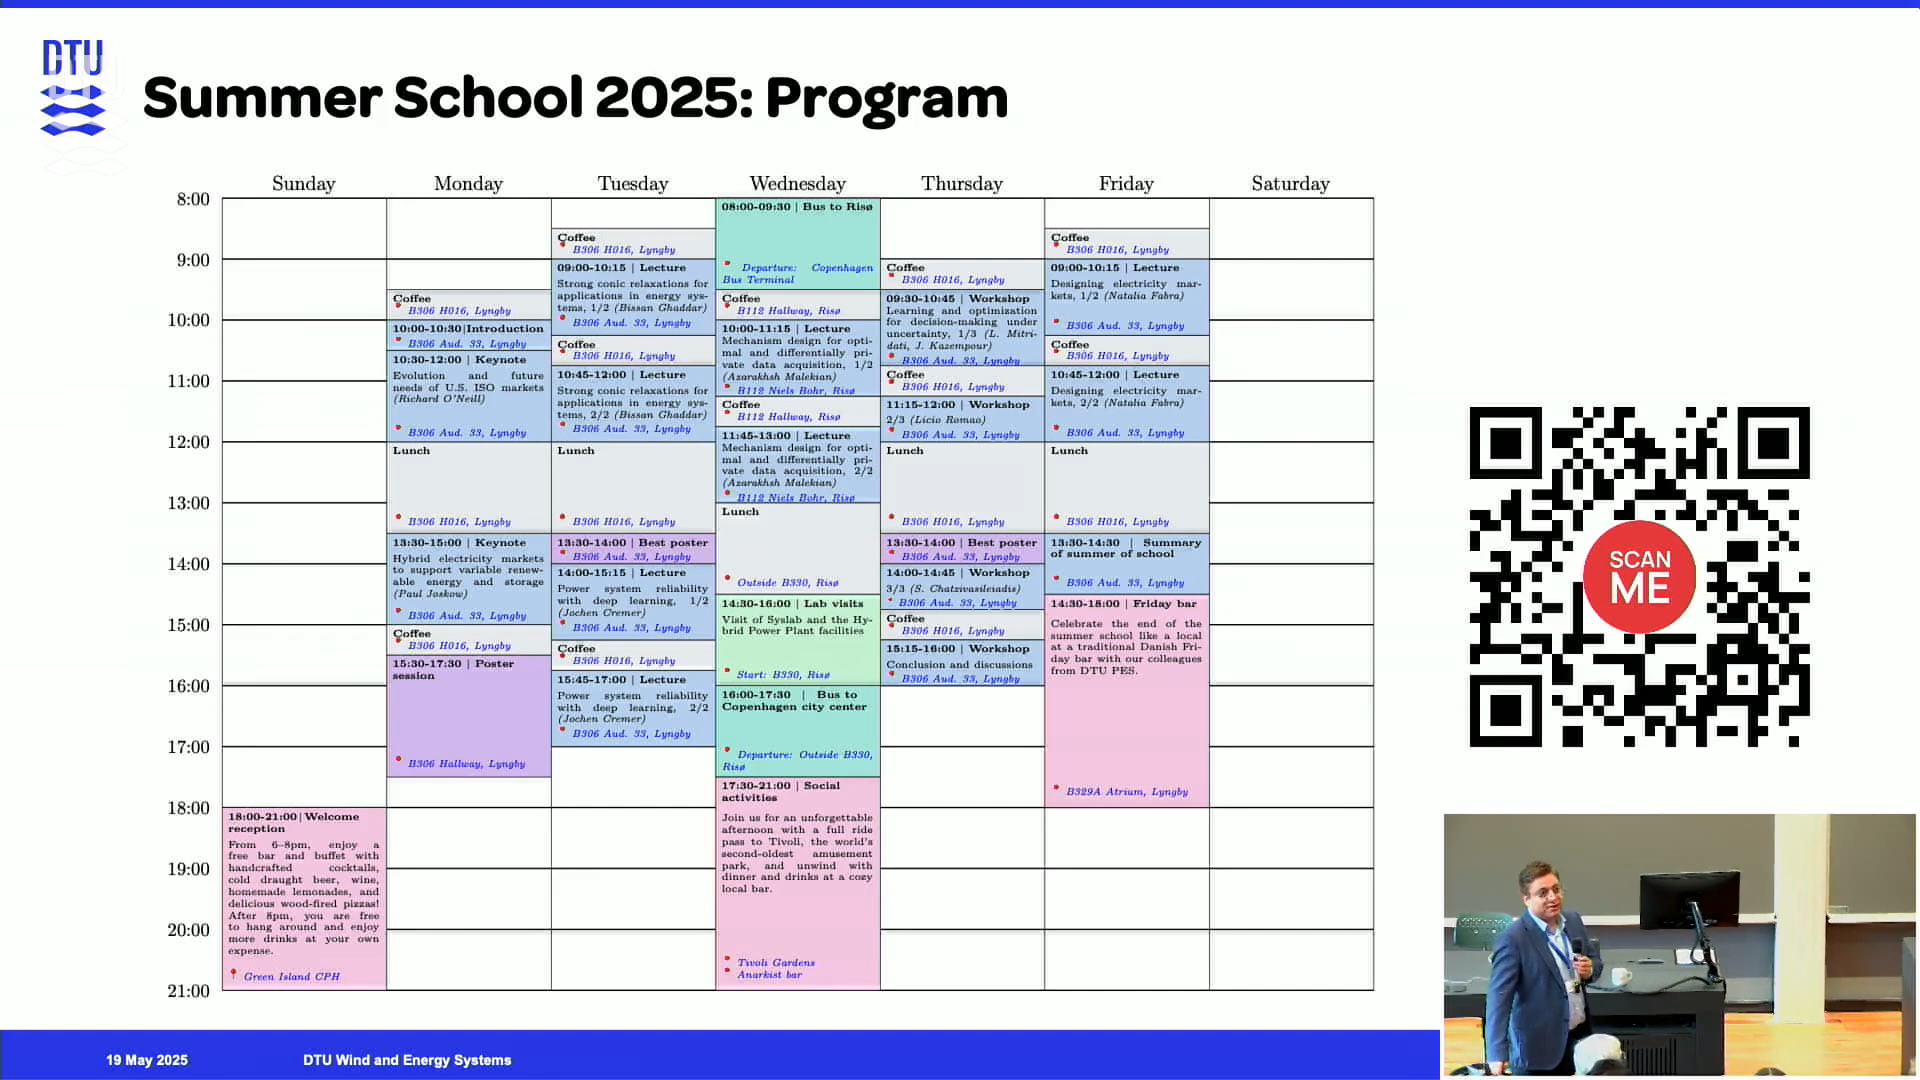 DTU
Summer School 2025: Program
Sunday
Monday
Tuesday
Wednesday
Thursday
Friday
Saturday
8:00
9:00
10:00
11:00
12:00
13:00
14:00
15:00
16:00
17:00
18:00
19:00
20:00
21:00
18:00-21:00|Welcome
reception
From 6–8pm, enjoy a
free bar and buffet with
handcrafted cocktails,
cold draught beer, wine,
homemade lemonades, and
delicious wood-fired pizzas!
After 8pm, you are free
to hang around and enjoy
more drinks at your own
expense.
Green Island CPH
Coffee
B306 H016, Lyngby
10:00-10:30|Introduction
B306 Aud. 33, Lyngby
10:30-12:00 | Keynote
Evolution and future
needs of U.S. ISO markets
(Richard O'Neill)
B306 Aud. 33, Lyngby
Lunch
B306 H016, Lyngby
13:30-15:00 | Keynote
Hybrid electricity markets
to support variable renew-
able energy and storage
(Paul Joskow)
B306 Aud. 33, Lyngby
Coffee
B306 H016, Lyngby
15:30-17:30 | Poster
session
B306 Hallway, Lyngby
Coffee
B306 H016, Lyngby
09:00-10:15 | Lecture
Strong conic relaxations for
applications in energy sys-
tems, 1/2 (Bissan Ghaddar)
B306 Aud. 33, Lyngby
Coffee
B306 H016, Lyngby
10:45-12:00 | Lecture
Strong conic relaxations for
applications in energy sys-
tems, 2/2 (Bissan Ghaddar)
B306 Aud. 33, Lyngby
Lunch
B306 H016, Lyngby
13:30-14:00 | Best poster
B306 Aud. 33, Lyngby
14:00-15:15 | Lecture
Power system reliability
with deep learning, 1/2
(Jochen Cremer)
B306 Aud. 33, Lyngby
Coffee
B306 H016, Lyngby
15:45-17:00 | Lecture
Power system reliability
with deep learning, 2/2
(Jochen Cremer)
B306 Aud. 33, Lyngby
08:00-09:30 | Bus to Risø
Departure: Copenhagen
Bus Terminal
Coffee
B112 Hallway, Risø
10:00-11:15 | Lecture
Mechanism design for opti-
mal and differentially pri-
vate data acquisition, 1/2
(Azarakhsh Malekian)
B112 Niels Bohr, Risø
Coffee
B112 Hallway, Risø
11:45-13:00 | Lecture
Mechanism design for opti-
mal and differentially pri-
vate data acquisition, 2/2
(Azarakhsh Malekian)
B112 Niels Bohr, Risø
Lunch
Outside B330, Risø
14:30-16:00 | Lab visits
Visit of Syslab and the Hy-
brid Power Plant facilities
Start: B330, Risø
16:00-17:30 | Bus to
Copenhagen city center
Departure: Outside B330,
Risø
17:30-21:00 | Social
activities
Join us for an unforgettable
afternoon with a full ride
pass to Tivoli, the world's
second-oldest amusement
park, and unwind with
dinner and drinks at a cozy
local bar.
Tivoli Gardens
Anarkist bar
Coffee
B306 H016, Lyngby
09:30-10:45 | Workshop
Learning and optimization
for decision-making under
uncertainty, 1/3 (L. Mitri-
dati, J. Kazempour)
B306 Aud. 33, Lyngby
Coffee
B306 H016, Lyngby
11:15-12:00 | Workshop
2/3 (Licio Romao)
B306 Aud. 33, Lyngby
Lunch
B306 H016, Lyngby
13:30-14:00 | Best poster
B306 Aud. 33, Lyngby
14:00-14:45 | Workshop
3/3 (S. Chatzivasileiadis)
B306 Aud. 33, Lyngby
Coffee
B306 H016, Lyngby
15:15-16:00 | Workshop
Conclusion and discussions
B306 Aud. 33, Lyngby
Coffee
B306 H016, Lyngby
09:00-10:15 | Lecture
Designing electricity mar-
kets, 1/2 (Natalia Fabra)
B306 Aud. 33, Lyngby
Coffee
B306 H016, Lyngby
10:45-12:00 | Lecture
Designing electricity mar-
kets, 2/2 (Natalia Fabra)
B306 Aud. 33, Lyngby
Lunch
B306 H016, Lyngby
13:30-14:30 | Summary
of summer of school
B306 Aud. 33, Lyngby
14:30-18:00 | Friday bar
Celebrate the end of the
summer school like a local
at a traditional Danish Fri-
day bar with our colleagues
from DTU PES.
B329A Atrium, Lyngby
SCAN
ME
19 May 2025
DTU Wind and Energy Systems